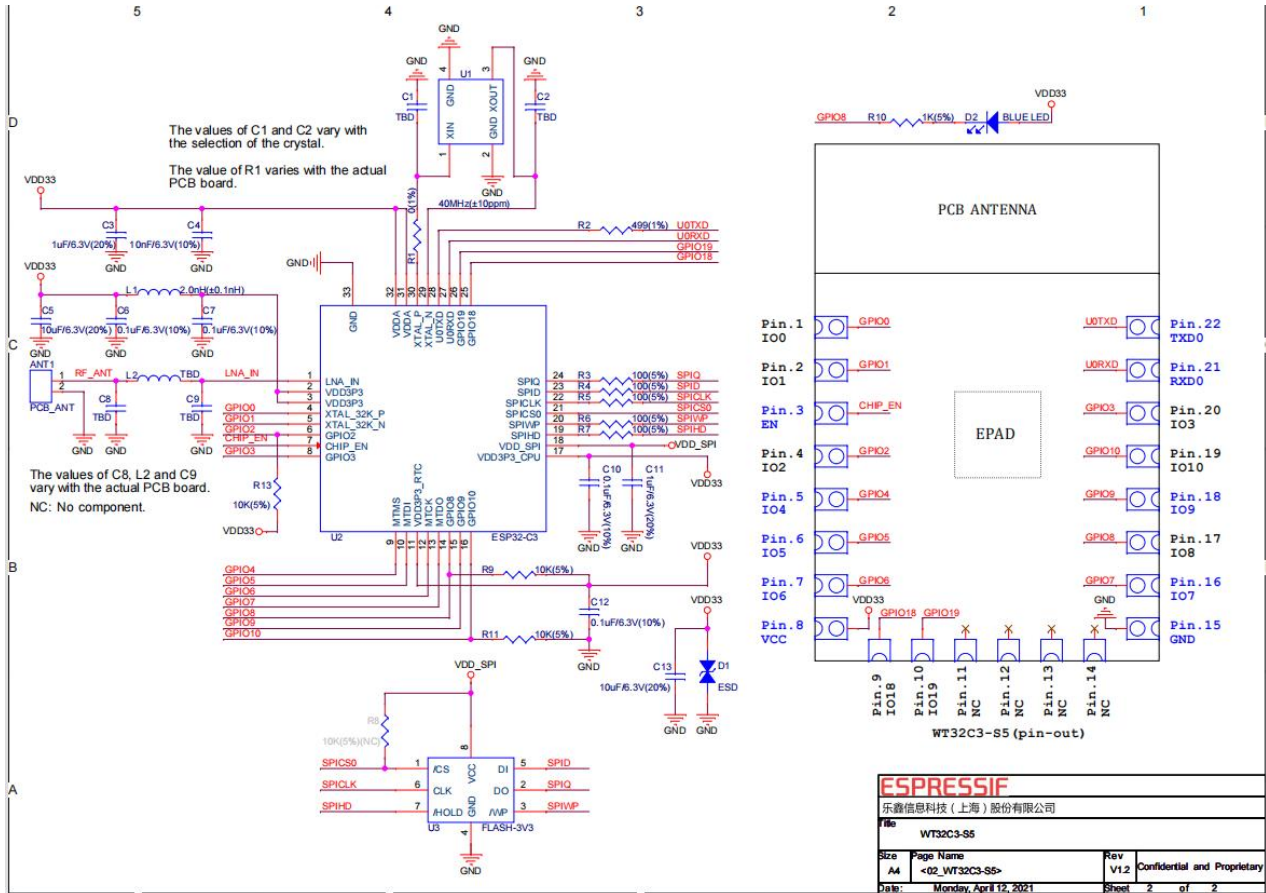 5
4
3
2
1
D
C
B
A
The values of C1 and C2 vary with
the selection of the crystal.
The value of R1 varies with the actual
PCB board.
GND
GND
GND
U1
4
3
GND
XOUT
XIN
GND
1
2
GND
C1
TBD
C2
TBD
40MHz(±10ppm)
0(1%)
R1
VDD33
C3
1uF/6.3V(20%)
GND
C4
10nF/6.3V(10%)
GND
VDD33
L1
2.0nH(±0.1nH)
C5
10uF/6.3V(20%)
GND
C6
0.1uF/6.3V(10%)
GND
C7
0.1uF/6.3V(10%)
GND
ANT1
1
2
PCB_ANT
RF_ANT
L2
TBD
LNA_IN
C8
TBD
C9
TBD
GND
GND
GND
The values of C8, L2 and C9
vary with the actual PCB board.
NC: No component.
GPIO0
GPIO1
GPIO2
CHIP_EN
GPIO3
R13
10K(5%)
VDD33
R2
499(1%)
U0TXD
U0RXD
GPIO19
GPIO18
GND
33
32
31
30
29
28
27
26
25
GND
VDDA
VDDA
XTAL_P
XTAL_N
U0TXD
U0RXD
GPIO19
GPIO18
1 LNA_IN
2 VDD3P3
3 VDD3P3
4 XTAL_32K_P
5 XTAL_32K_N
6 GPIO2
7 CHIP_EN
8 GPIO3
SPIQ 24 R3 100(5%) SPIQ
SPID 23 R4 100(5%) SPID
SPICLK 22 R5 100(5%) SPICLK
SPICS0 21 SPICS0
SPIWP 20 R6 100(5%) SPIWP
SPIHD 19 R7 100(5%) SPIHD
VDD_SPI 18 VDD_SPI
VDD3P3_CPU 17
MTMS
MTDI
VDD3P3_RTC
MTCK
MTDO
GPIO8
GPIO9
GPIO10
U2
ESP32-C3
9
10
11
12
13
14
15
16
C10
0.1uF/6.3V(10%)
GND
C11
1uF/6.3V(20%)
GND
VDD33
GPIO4
GPIO5
GPIO6
GPIO7
GPIO8
GPIO9
GPIO10
R9
10K(5%)
VDD33
C12
0.1uF/6.3V(10%)
R11
10K(5%)
GND
VDD33
C13
10uF/6.3V(20%)
D1
ESD
GND
GND
VDD_SPI
R8
10K(5%)(NC)
SPICS0
SPICLK
SPIHD
8
1 /CS
6 CLK
7 /HOLD
VCC
GND
DI 5 SPID
DO 2 SPIQ
/WP 3 SPIWP
U3
4
FLASH-3V3
GND
GPIO8
R10
1K(5%)
D2
BLUE LED
VDD33
PCB ANTENNA
EPAD
Pin.1
IO0
GPIO0
Pin.2
IO1
GPIO1
Pin.3
EN
CHIP_EN
Pin.4
IO2
GPIO2
Pin.5
IO4
GPIO4
Pin.6
IO5
GPIO5
Pin.7
IO6
GPIO6
Pin.8
VCC
VDD33
U0TXD
Pin.22
TXD0
U0RXD
Pin.21
RXD0
GPIO3
Pin.20
IO3
GPIO10
Pin.19
IO10
GPIO9
Pin.18
IO9
GPIO8
Pin.17
IO8
GPIO7
Pin.16
IO7
GND
Pin.15
GND
GPIO18
GPIO19
Pin.9
IO18
Pin.10
IO19
Pin.11
NC
Pin.12
NC
Pin.13
NC
Pin.14
NC
WT32C3-S5(pin-out)
ESPRESSIF
乐鑫信息科技（上海）股份有限公司
Title
WT32C3-S5
Size
A4
Page Name
<02_WT32C3-S5>
Rev
V1.2
Confidential and Proprietary
Date: Monday, April 12, 2021
Sheet 2 of 2